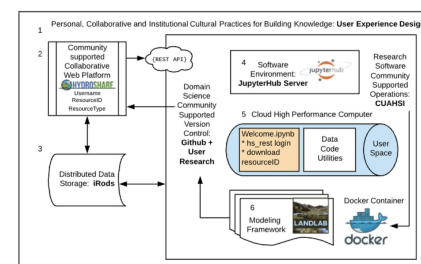 Personal, Collaborative and Institutional Cultural Practices for Building Knowledge: User Experience Desig
1
2
Community
supported
Collaborative
Web Platform
HYDROSHARE
Username
ResourceID
ResourceType
{REST API}
3
Distributed Data
Storage: iRods
Domain
Science
Community
Supported
Version
Control:
Github +
User
Research
4 Software
Environment:
JupyterHub Server
jupyterhub
Research
Software
Community
Supported
Operations:
CUAHSI
5 Cloud High Performance Computer
Welcome.ipynb
* hs_rest login
* download
resourceID
Data
Code
Utilities
User
Space
6
Modeling
Framework
LANDLAB
Docker Container
docker